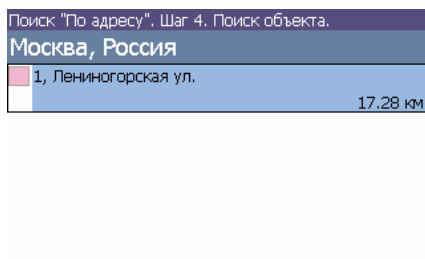 Поиск "По адресу". Шаг 4. Поиск объекта.
Москва, Россия
1, Лениногорская ул.
17.28 км